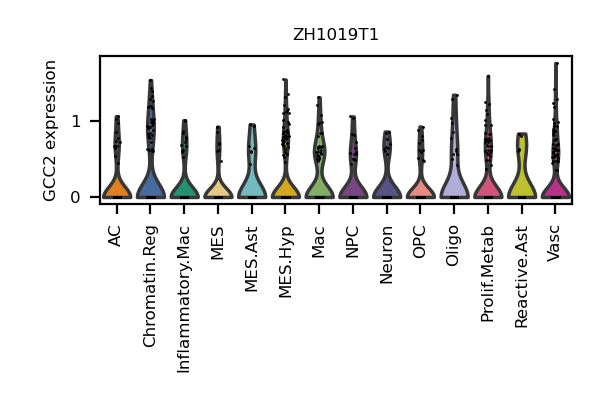 ZH1019T1
GCC2 expression
1
0
AC
Chromatin.Reg
Inflammatory.Mac
MES
MES.Ast
MES.Hyp
Mac
NPC
Neuron
OPC
Oligo
Prolif.Metab
Reactive.Ast
Vasc